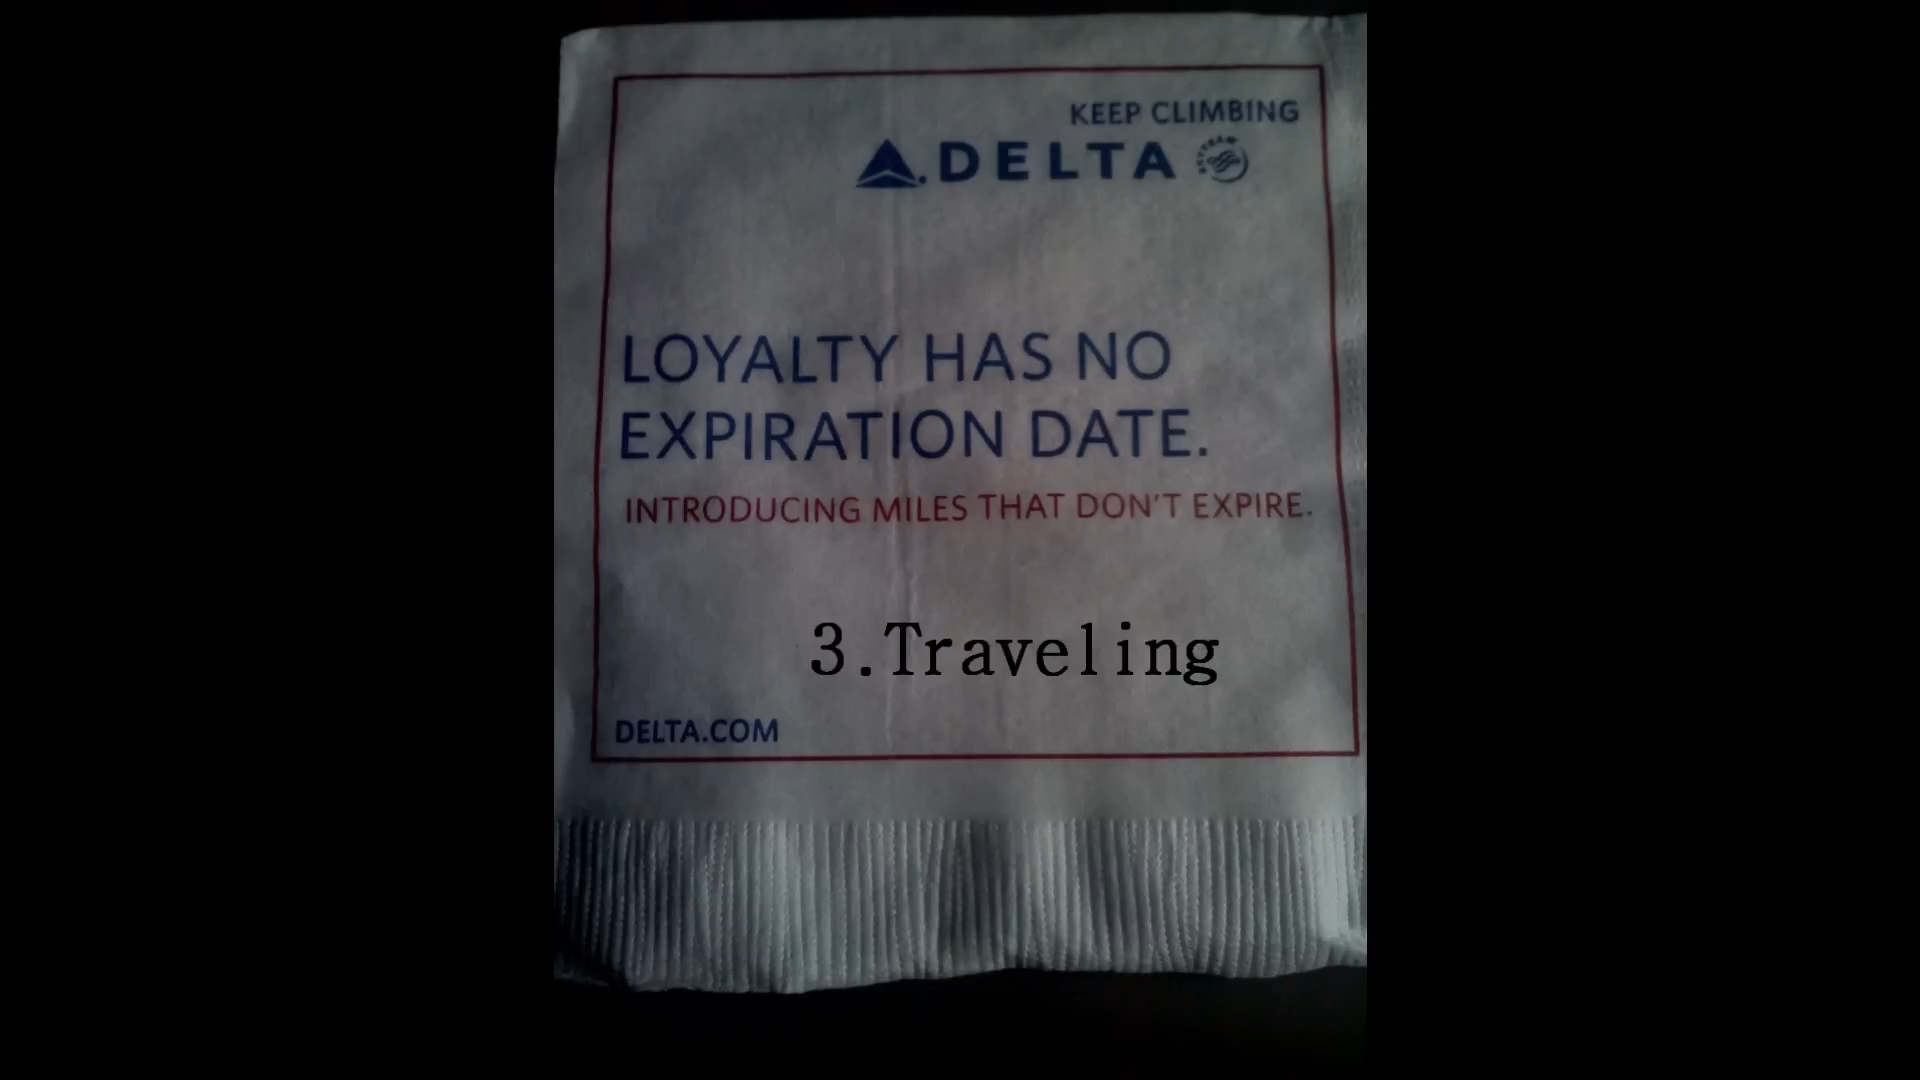 KEEP CLIMBING
DELTA
LOYALTY HAS NO
EXPIRATION DATE.
INTRODUCING MILES THAT DON'T EXPIRE.
3.Traveling
DELTA.COM